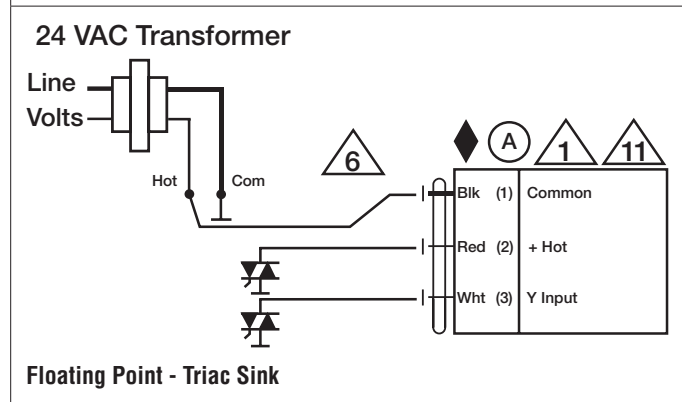 24 VAC Transformer
Line
Volts
Hot
Com
6
A
1
11
Blk (1) Common
Red (2) + Hot
Wht (3) Y Input
Floating Point - Triac Sink